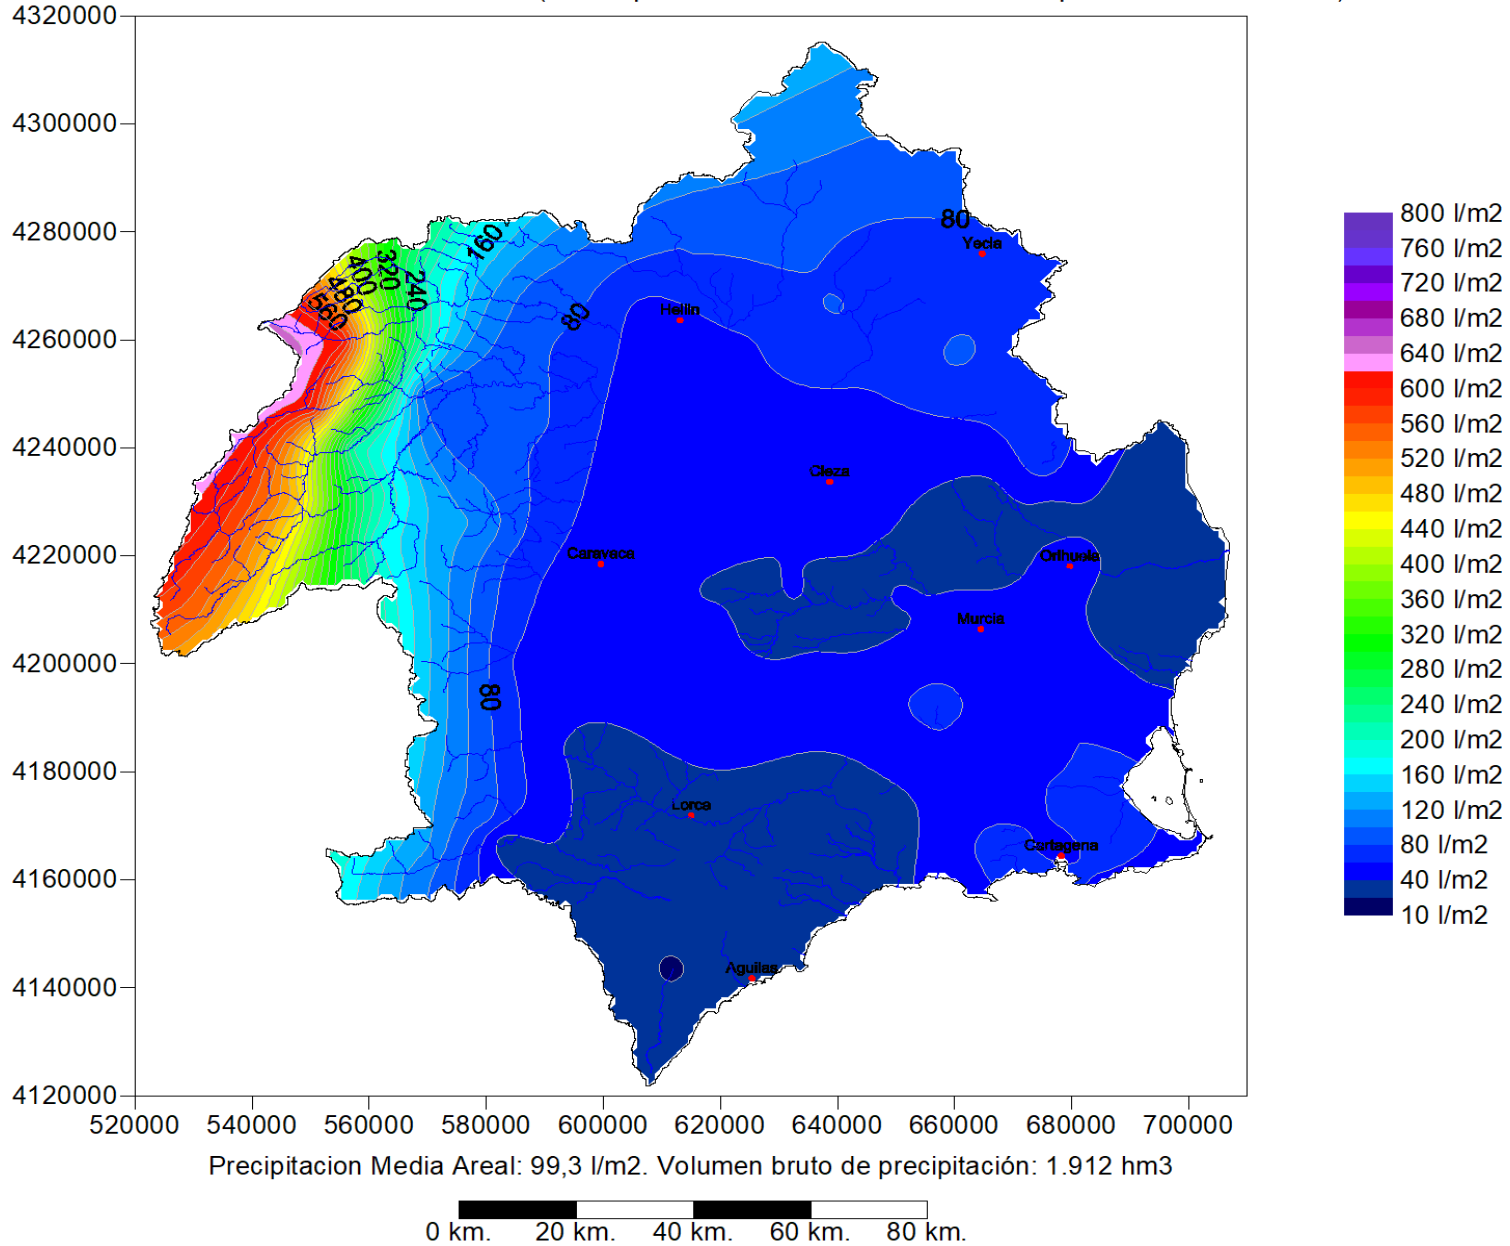 4320000
4300000
4280000
4260000
4240000
4220000
4200000
4180000
4160000
4140000
4120000
520000 540000 560000 580000 600000 620000 640000 660000 680000 700000
560
480
400
320
240
160
80
80
80
Yecla
Hellin
Cieza
Caravaca
Orihuela
Murcia
Lorca
Cartagena
Aguilas
800 l/m2
760 l/m2
720 l/m2
680 l/m2
640 l/m2
600 l/m2
560 l/m2
520 l/m2
480 l/m2
440 l/m2
400 l/m2
360 l/m2
320 l/m2
280 l/m2
240 l/m2
200 l/m2
160 l/m2
120 l/m2
80 l/m2
40 l/m2
10 l/m2
Precipitacion Media Areal: 99,3 l/m2. Volumen bruto de precipitación: 1.912 hm3
0 km. 20 km. 40 km. 60 km. 80 km.